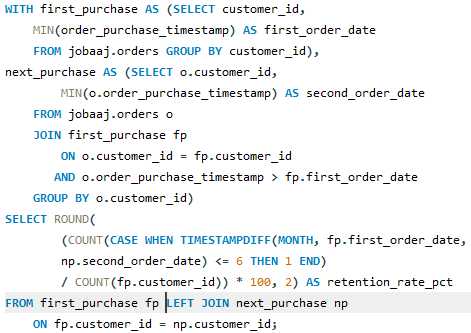 WITH first_purchase AS (SELECT customer_id,
    MIN(order_purchase_timestamp) AS first_order_date
    FROM jobaaj.orders GROUP BY customer_id),
next_purchase AS (SELECT o.customer_id,
        MIN(o.order_purchase_timestamp) AS second_order_date
    FROM jobaaj.orders o
    JOIN first_purchase fp
        ON o.customer_id = fp.customer_id
       AND o.order_purchase_timestamp > fp.first_order_date
    GROUP BY o.customer_id)
SELECT ROUND(
        (COUNT(CASE WHEN TIMESTAMPDIFF(MONTH, fp.first_order_date,
        np.second_order_date) <= 6 THEN 1 END)
        / COUNT(fp.customer_id)) * 100, 2) AS retention_rate_pct
FROM first_purchase fp LEFT JOIN next_purchase np
    ON fp.customer_id = np.customer_id;